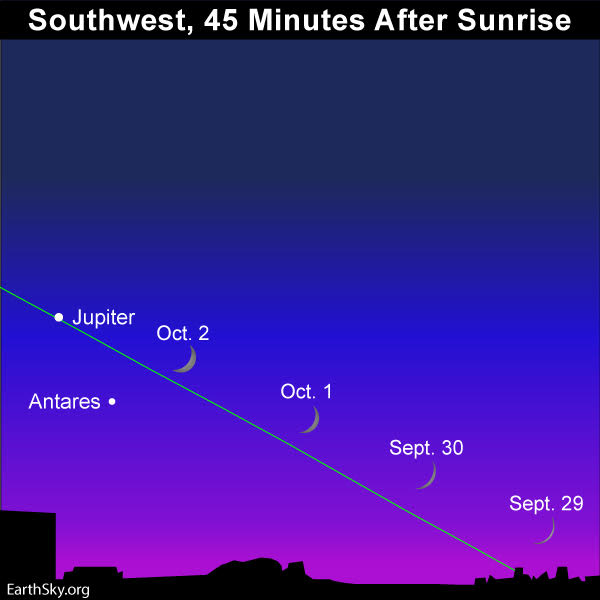 Southwest, 45 Minutes After Sunrise
Jupiter
Oct. 2
Antares
Oct. 1
Sept. 30
Sept. 29
EarthSky.org